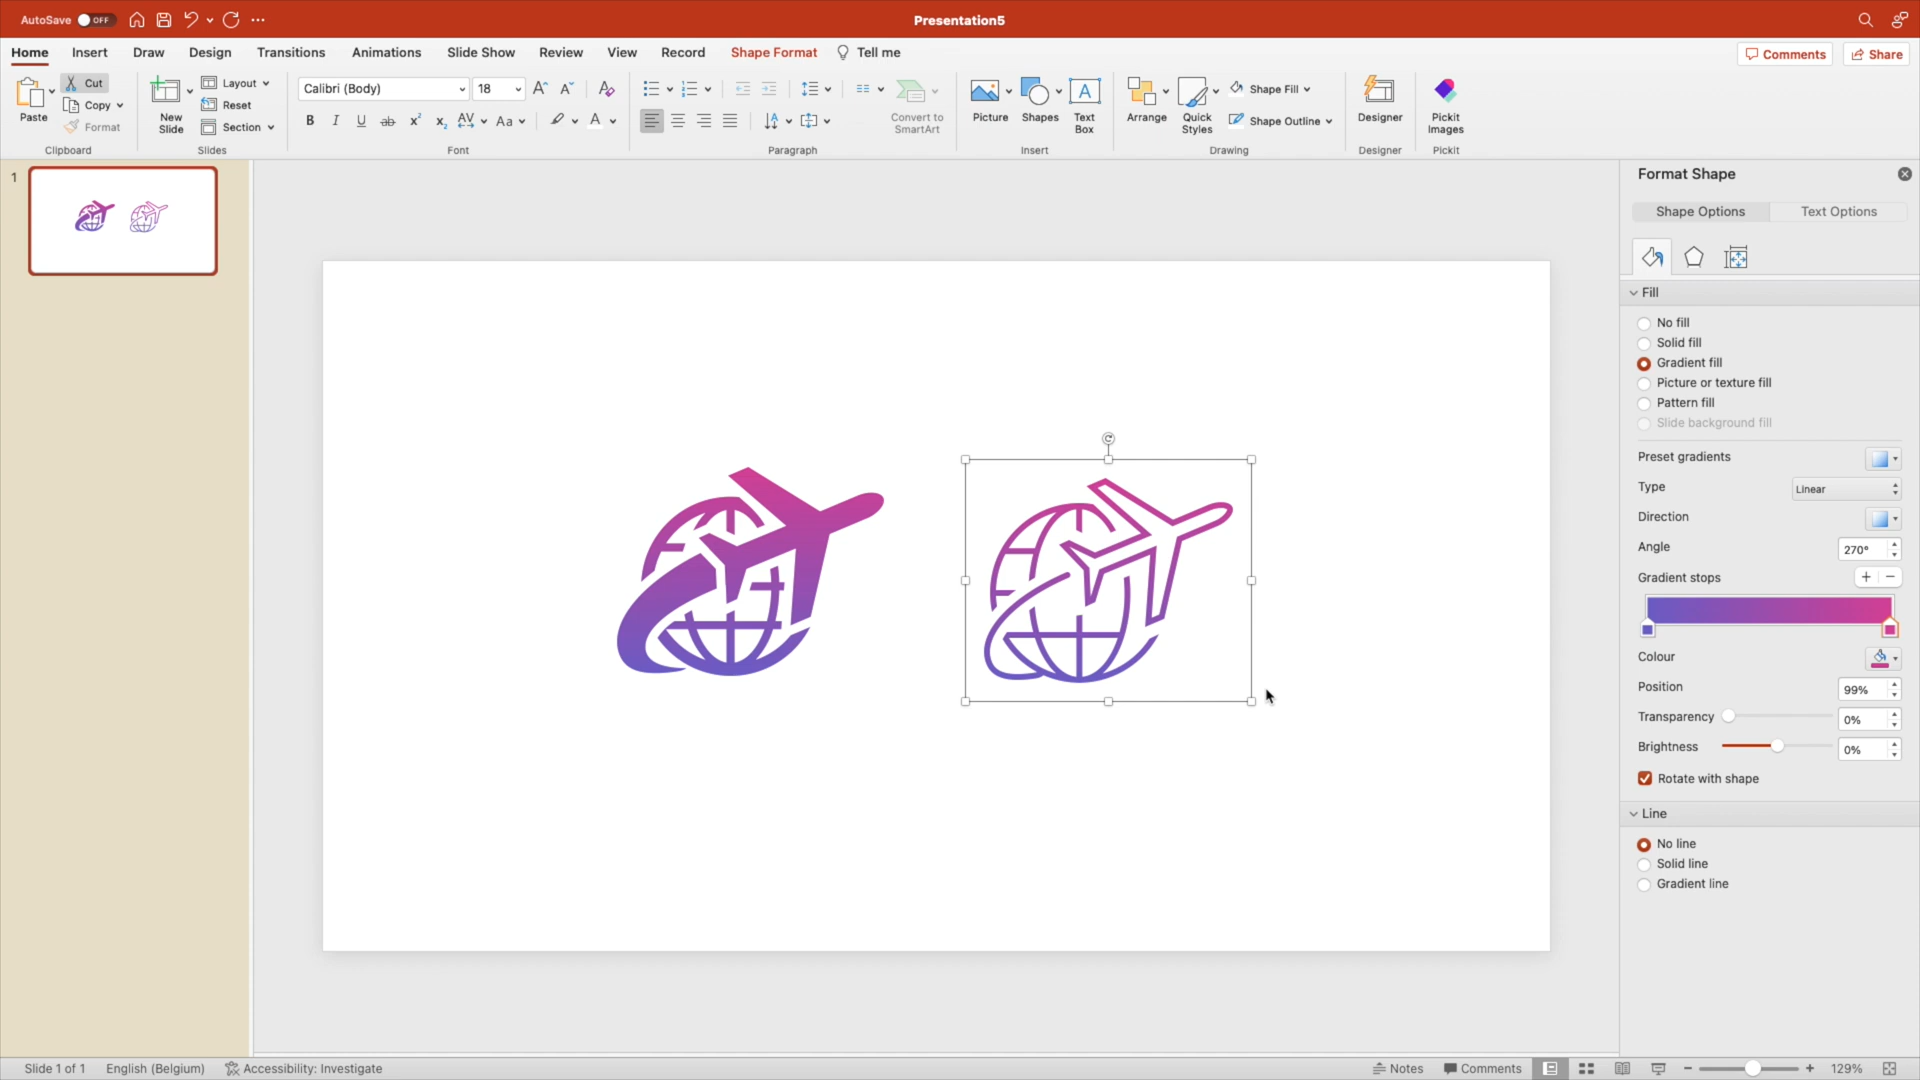 AutoSave OFF
Presentation5
Home Insert Draw Design Transitions Animations Slide Show Review View Record Shape Format Tell me
Comments Share
Paste
Cut
Copy
Format
Clipboard
New Slide
Layout
Reset
Section
Slides
Calibri (Body) 18
B I U ab x² x₂ AV Aa A
Font
Convert to SmartArt
Paragraph
Picture
Shapes
Text Box
Insert
Arrange
Quick Styles
Shape Fill
Shape Outline
Drawing
Designer
Designer
Pickit Images
Pickit
1
Format Shape
Shape Options Text Options
Fill
No fill
Solid fill
Gradient fill
Picture or texture fill
Pattern fill
Slide background fill
Preset gradients
Type Linear
Direction
Angle 270°
Gradient stops
Colour
Position 99%
Transparency 0%
Brightness 0%
Rotate with shape
Line
No line
Solid line
Gradient line
Slide 1 of 1 English (Belgium) Accessibility: Investigate
Notes Comments 129%